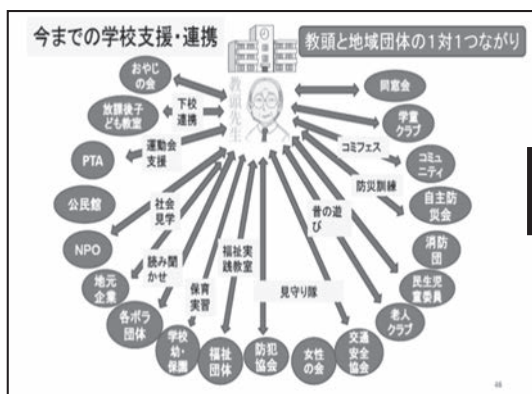 今までの学校支援・連携
教頭と地域団体の1対1つながり
教頭先生
おやじ
の会
放課後子
ども教室
PTA
公民館
NPO
地元
企業
各ボラ
団体
学校
幼・
保園
福祉
団体
防犯
協会
女性
の会
交通
安全
協会
老人
クラブ
民生児
童委員
消防
団
自主防
災会
コミュ
ニティ
学童
クラブ
同窓会
下校
連携
運動会
支援
社会
見学
読み聞
かせ
保育
実習
福祉実
践教室
見守り隊
昔の遊
び
防災訓練
コミフェス